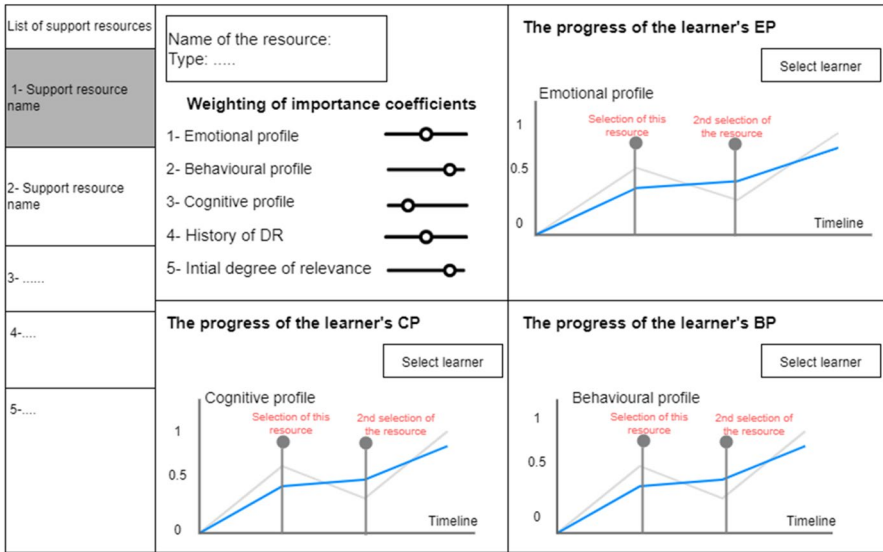 List of support resources
1- Support resource
name
2- Support resource
name
3- ......
4-....
5-....
Name of the resource:
Type: .....
Weighting of importance coefficients
1- Emotional profile
2- Behavioural profile
3- Cognitive profile
4- History of DR
5- Intial degree of relevance
The progress of the learner's EP
Select learner
Emotional profile
Selection of this
resource
2nd selection of
the resource
1
0.5
0
Timeline
The progress of the learner's CP
Select learner
Cognitive profile
Selection of this
resource
2nd selection of
the resource
1
0.5
0
Timeline
The progress of the learner's BP
Select learner
Behavioural profile
Selection of this
resource
2nd selection of
the resource
1
0.5
0
Timeline